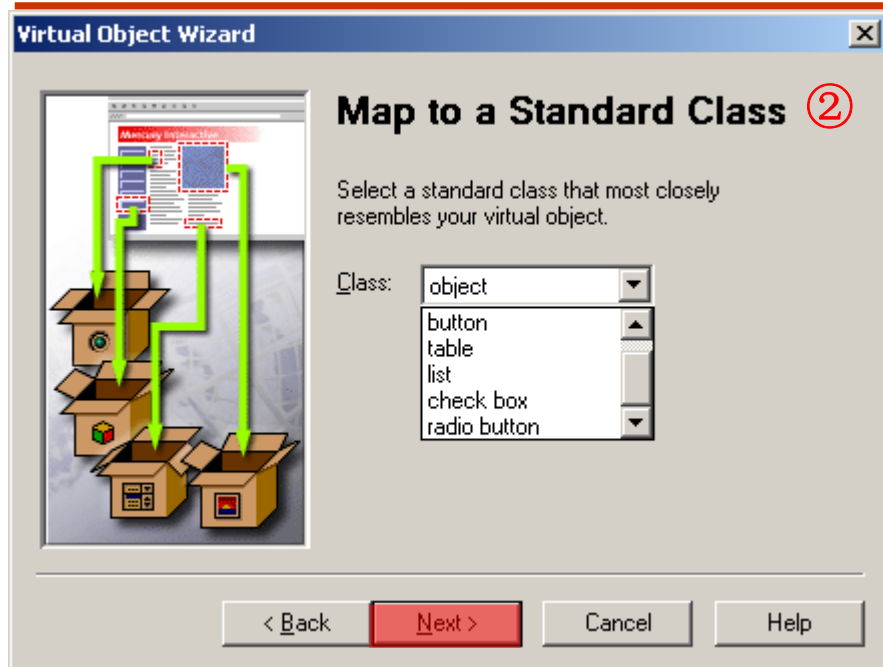 Virtual Object Wizard
Mercury Interactive
Map to a Standard Class ②
Select a standard class that most closely
resembles your virtual object.
Class: object
button
table
list
check box
radio button
< Back Next > Cancel Help